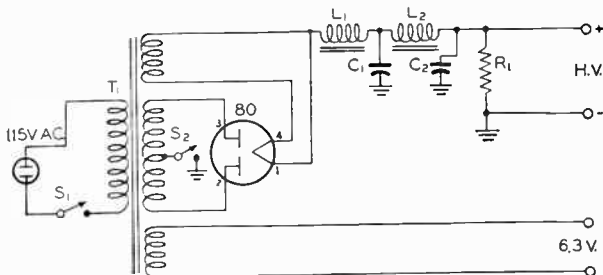 L1 L2
+
C1 C2 R1 H.V.
-
T1
80
115V AC
S2
3 4
2 1
S1
6.3 V.